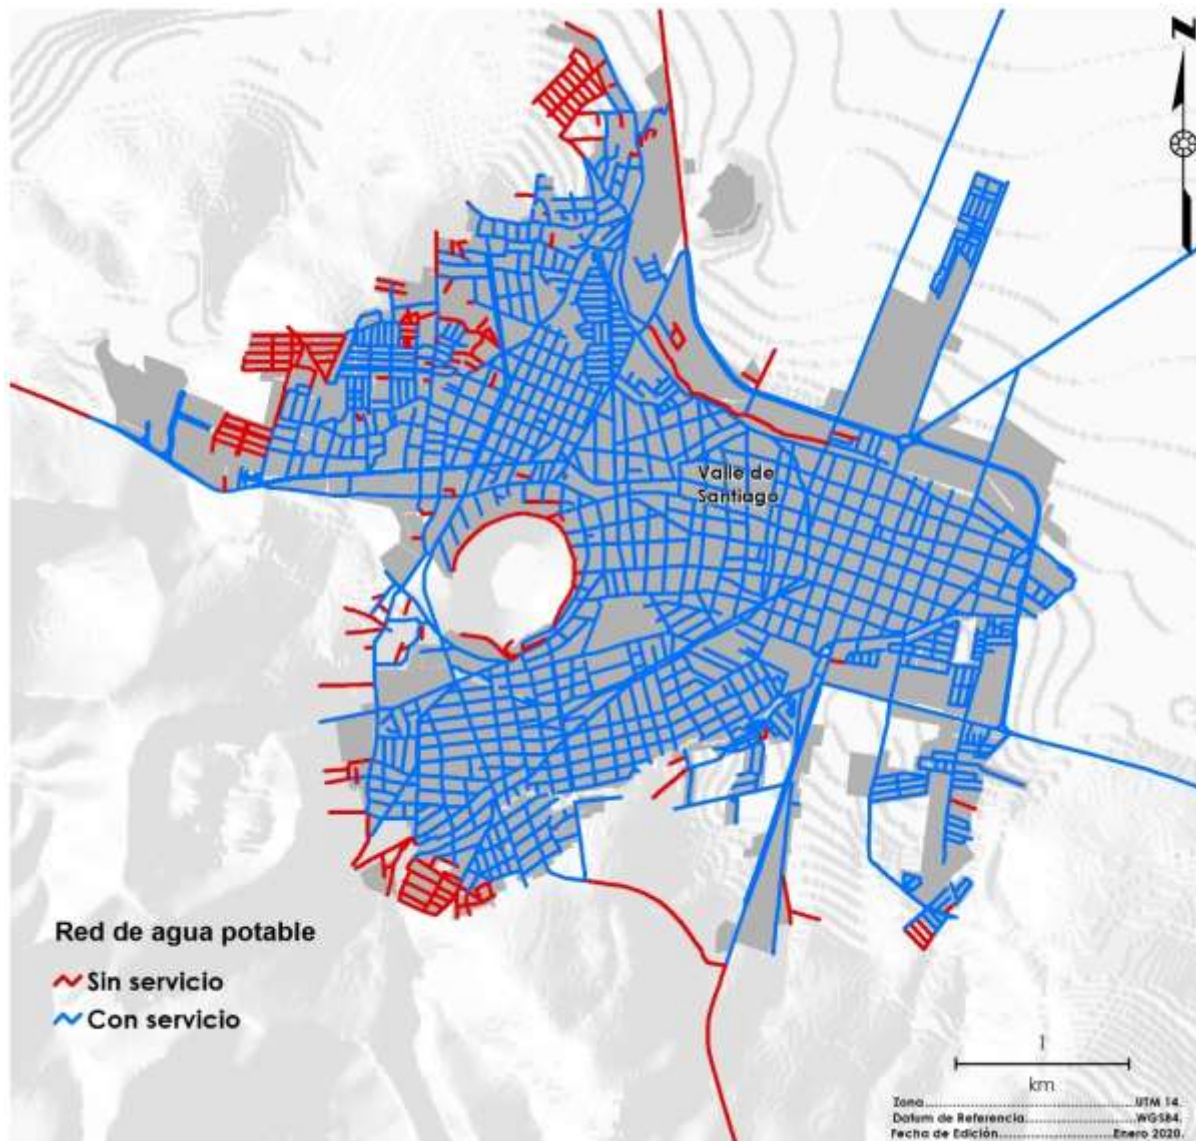 N
Valle de
Santiago
Red de agua potable
Sin servicio
Con servicio
1
km
Zona UTM 14.
Datum de Referencia WGS84.
Fecha de Edición Enero 2020.